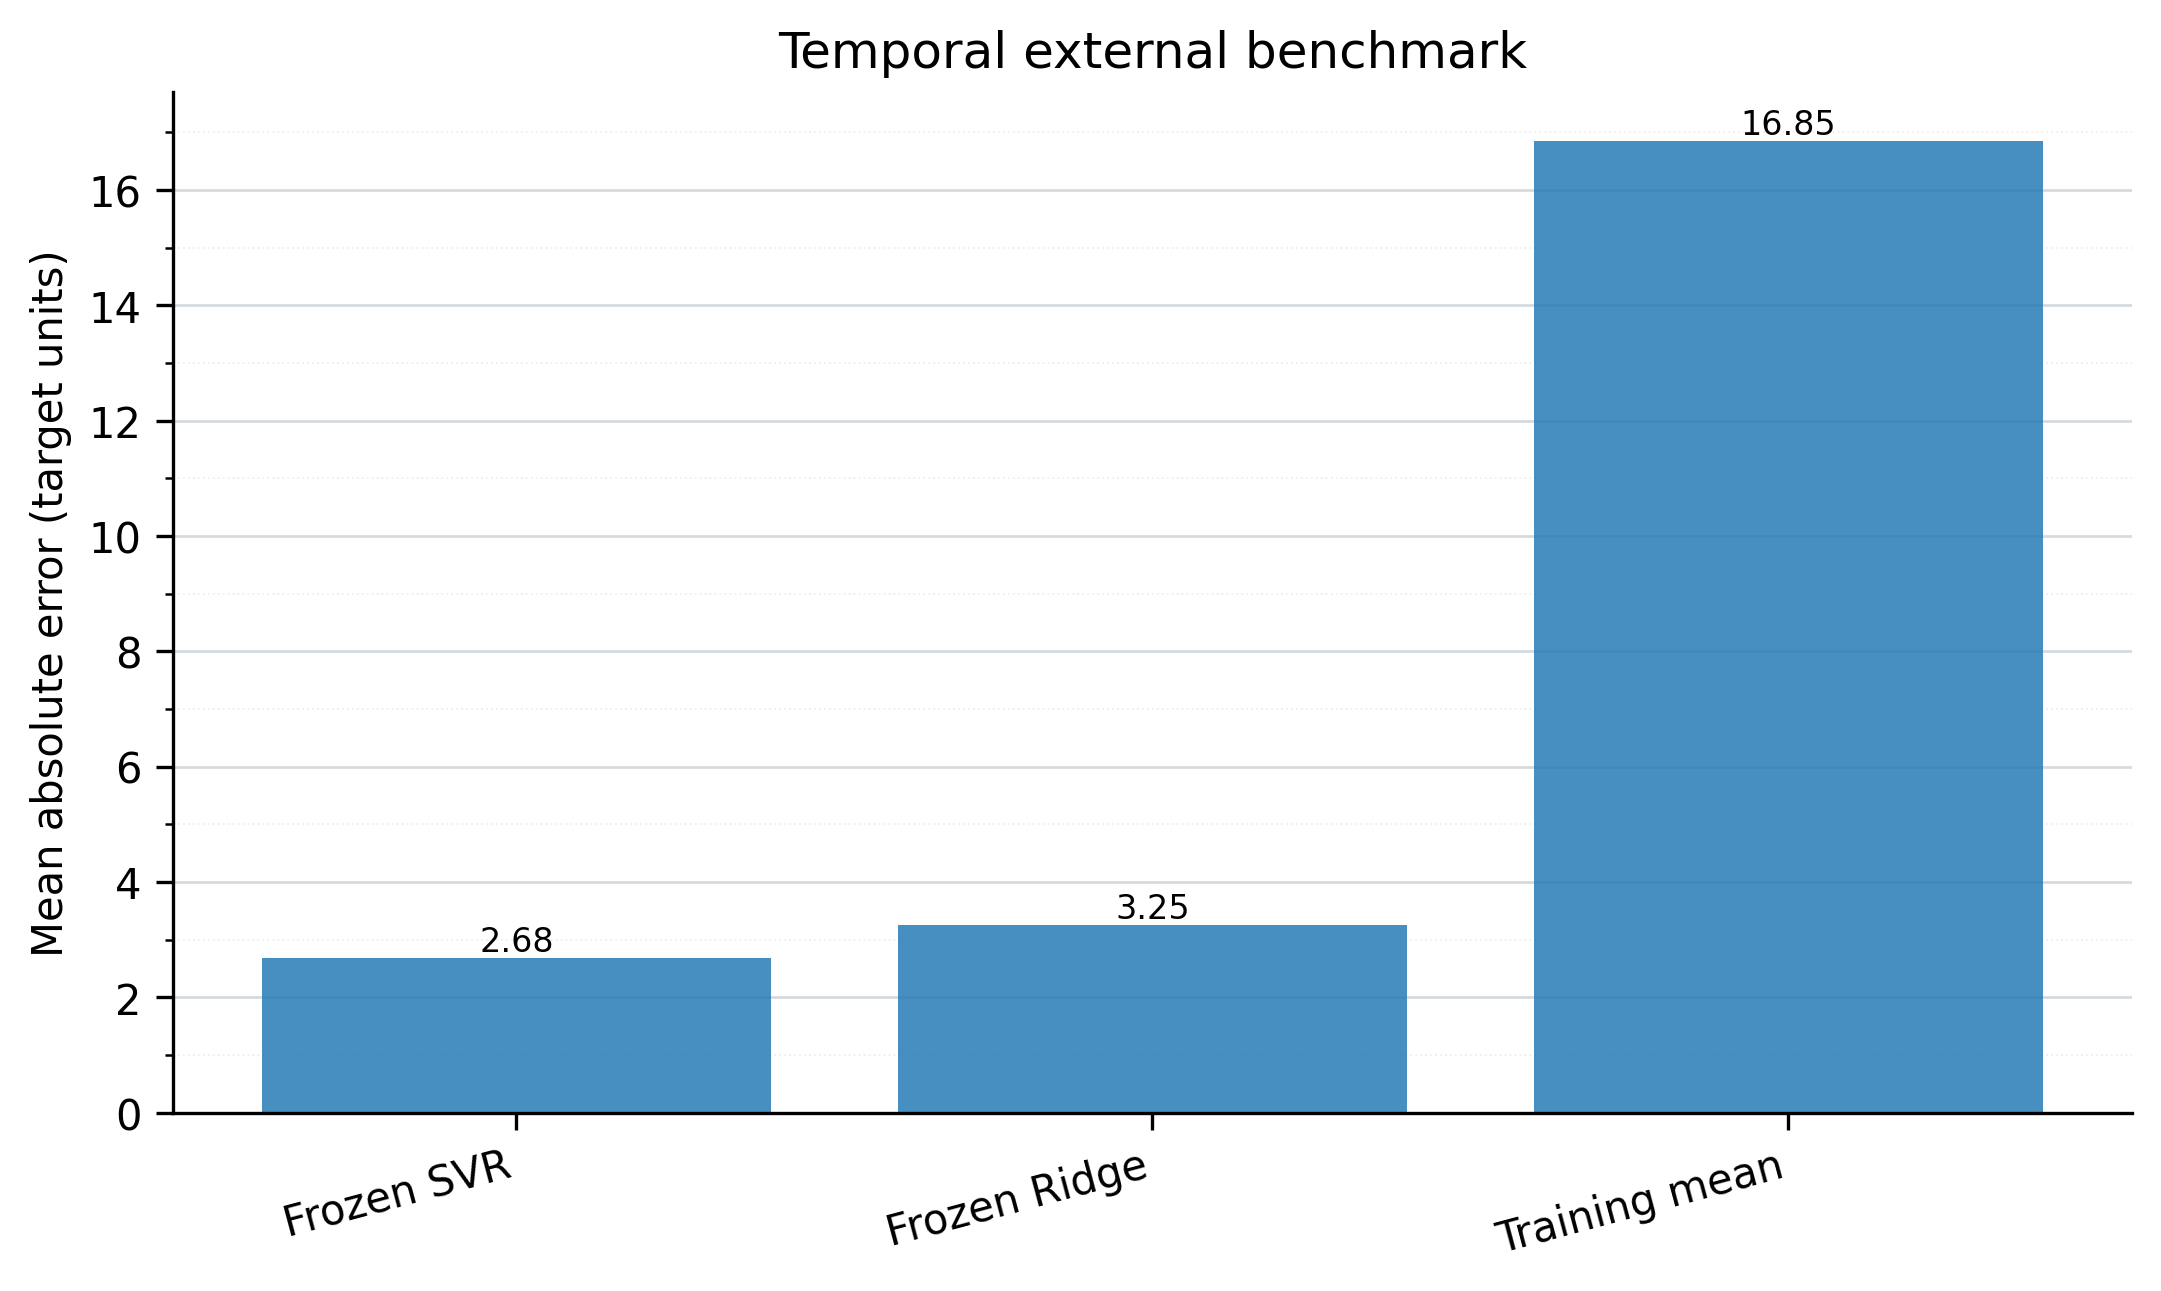 Temporal external benchmark
Mean absolute error (target units)
16
14
12
10
8
6
4
2
0
2.68
3.25
16.85
Frozen SVR
Frozen Ridge
Training mean